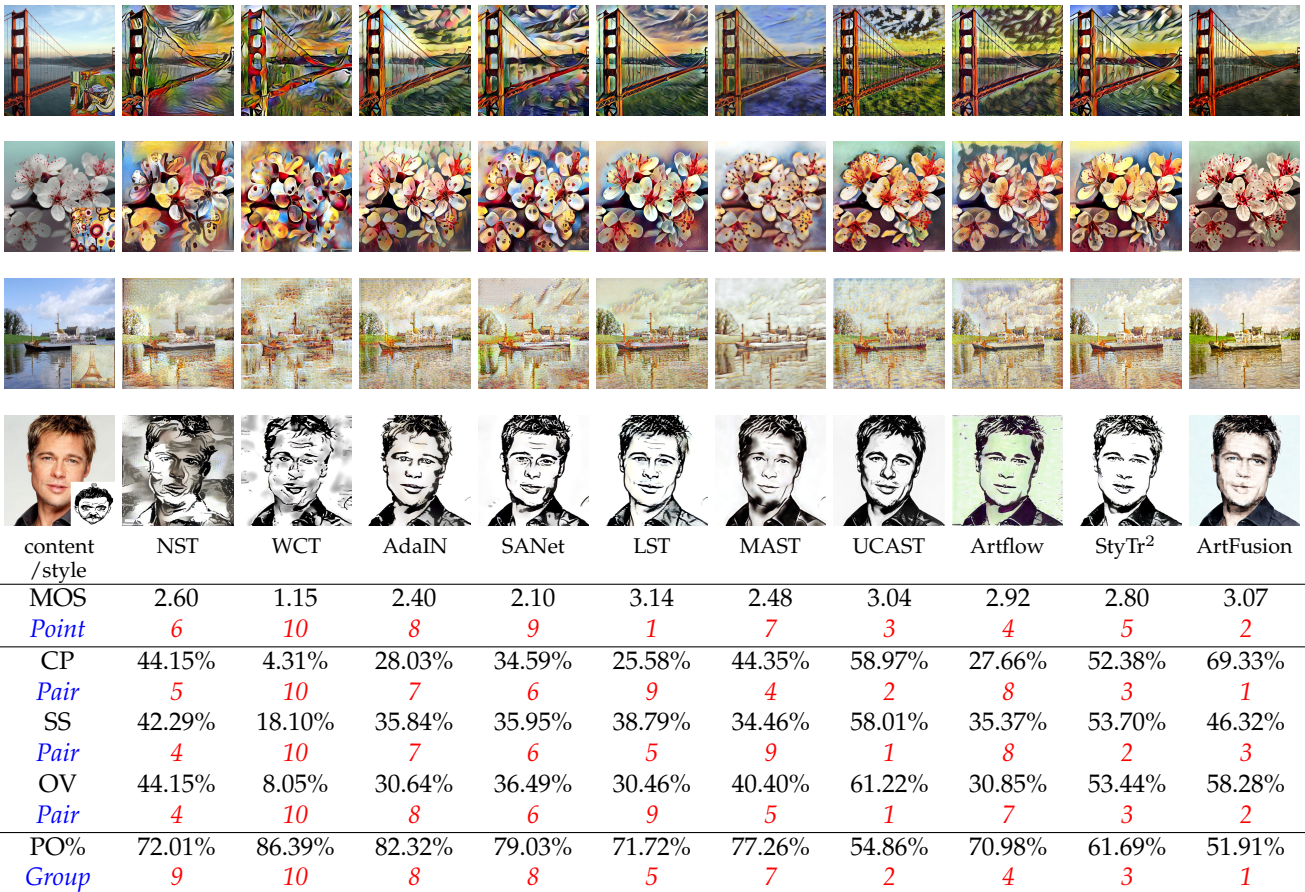 content NST WCT AdaIN SANet LST MAST UCAST Artflow StyTr² ArtFusion
/style
MOS 2.60 1.15 2.40 2.10 3.14 2.48 3.04 2.92 2.80 3.07
Point 6 10 8 9 1 7 3 4 5 2
CP 44.15% 4.31% 28.03% 34.59% 25.58% 44.35% 58.97% 27.66% 52.38% 69.33%
Pair 5 10 7 6 9 4 2 8 3 1
SS 42.29% 18.10% 35.84% 35.95% 38.79% 34.46% 58.01% 35.37% 53.70% 46.32%
Pair 4 10 7 6 5 9 1 8 2 3
OV 44.15% 8.05% 30.64% 36.49% 30.46% 40.40% 61.22% 30.85% 53.44% 58.28%
Pair 4 10 8 6 9 5 1 7 3 2
PO% 72.01% 86.39% 82.32% 79.03% 71.72% 77.26% 54.86% 70.98% 61.69% 51.91%
Group 9 10 8 8 5 7 2 4 3 1